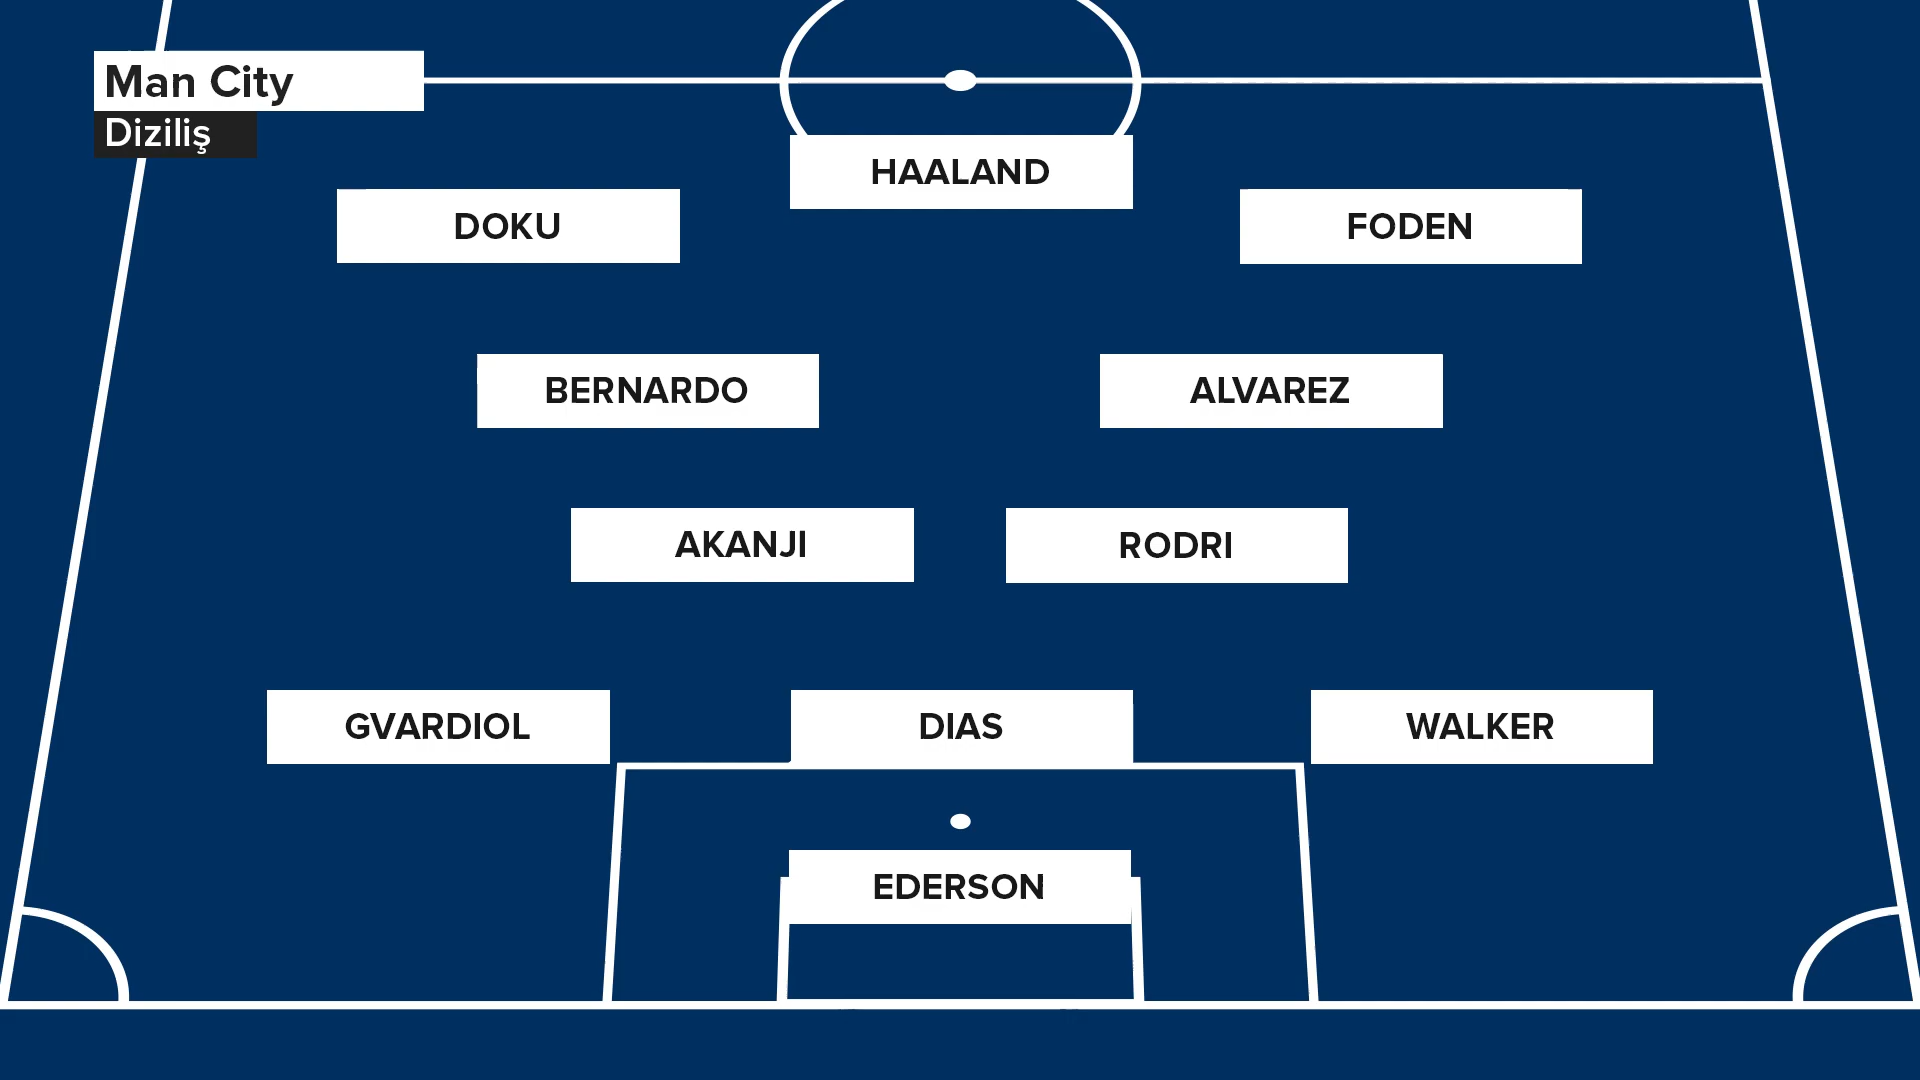 Man City
Diziliş
HAALAND
DOKU
FODEN
BERNARDO
ALVAREZ
AKANJI
RODRI
GVARDIOL
DIAS
WALKER
EDERSON